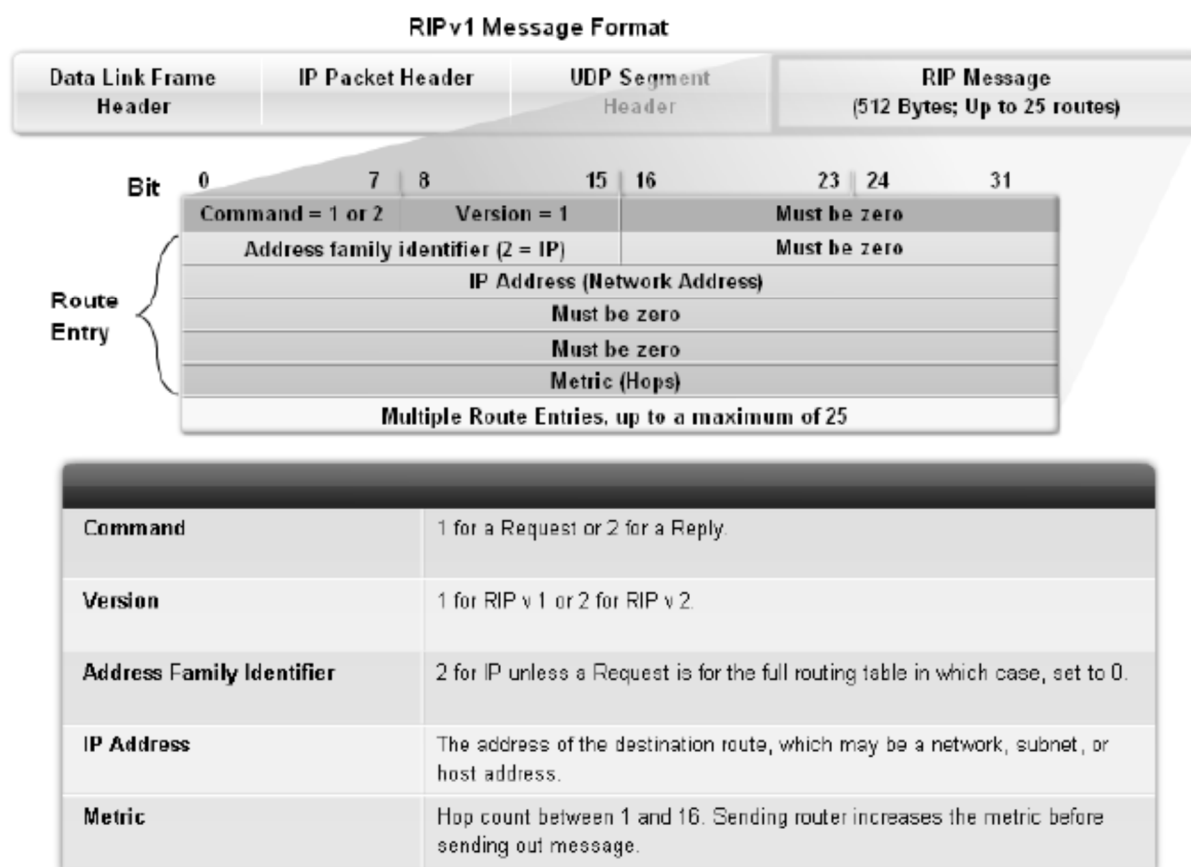 RIPv1 Message Format
Data Link Frame Header
IP Packet Header
UDP Segment Header
RIP Message
(512 Bytes; Up to 25 routes)
Bit 0 7 8 15 16 23 24 31
Command = 1 or 2 Version = 1 Must be zero
Address family identifier (2 = IP) Must be zero
IP Address (Network Address)
Route Entry
Must be zero
Must be zero
Metric (Hops)
Multiple Route Entries, up to a maximum of 25
Command 1 for a Request or 2 for a Reply.
Version 1 for RIP v 1 or 2 for RIP v 2.
Address Family Identifier 2 for IP unless a Request is for the full routing table in which case, set to 0.
IP Address The address of the destination route, which may be a network, subnet, or
host address.
Metric Hop count between 1 and 16. Sending router increases the metric before
sending out message.